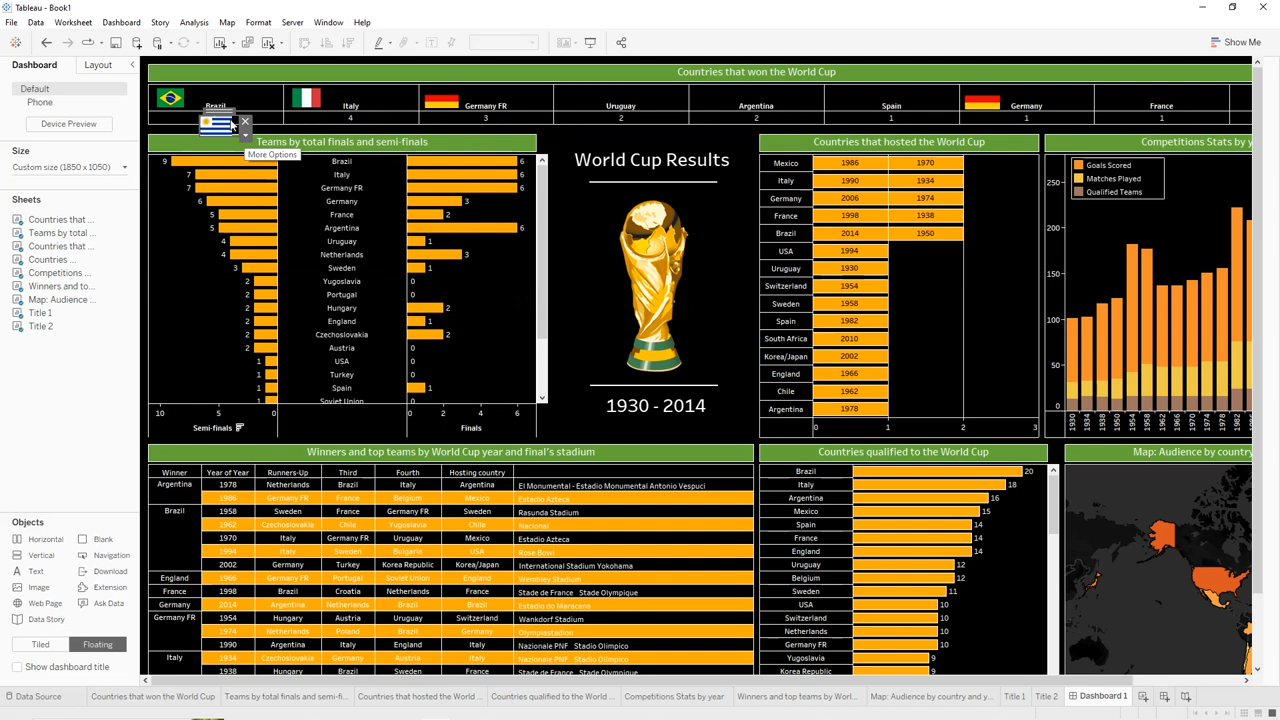 Tableau - Book1
File Data Worksheet Dashboard Story Analysis Map Format Server Window Help
Show Me
Dashboard Layout
Default
Phone
Device Preview
Size
Custom size (1850 x 1050)
Sheets
Countries that ...
Teams by total ...
Countries that ...
Countries ...
Competitions ...
Winners and to...
Map: Audience ...
Title 1
Title 2
Objects
Horizontal Blank
Vertical Navigation
Text Download
Image Extension
Web Page Ask Data
Data Story
Tiled Floating
Show dashboard title
Countries that won the World Cup
Brazil Italy Germany FR Uruguay Argentina Spain Germany France
4 3 2 2 1 1 1
More Options
Teams by total finals and semi-finals
9 Brazil 6
7 Italy 6
7 Germany FR 6
6 Germany 3
5 France 2
5 Argentina 6
4 Uruguay 1
4 Netherlands 3
3 Sweden 1
2 Yugoslavia 0
2 Portugal 0
2 Hungary 2
2 England 1
2 Czechoslovakia 2
2 Austria 0
1 USA 0
1 Turkey 0
1 Spain 1
1 Soviet Union 0
10 5 0 0 2 4 6
Semi-finals Finals
World Cup Results
1930 - 2014
Countries that hosted the World Cup
Mexico 1986 1970
Italy 1990 1934
Germany 2006 1974
France 1998 1938
Brazil 2014 1950
USA 1994
Uruguay 1930
Switzerland 1954
Sweden 1958
Spain 1982
South Africa 2010
Korea/Japan 2002
England 1966
Chile 1962
Argentina 1978
0 1 2 3
Competitions Stats by y
Goals Scored
Matches Played
Qualified Teams
250
200
150
100
50
0
1930 1934 1938 1950 1954 1958 1962 1966 1970 1974 1978 1982 1986
Winners and top teams by World Cup year and final's stadium
Winner Year of Year Runners-Up Third Fourth Hosting country
Argentina 1978 Netherlands Brazil Italy Argentina El Monumental - Estadio Monumental Antonio Vespuci
1986 Germany FR France Belgium Mexico Estadio Azteca
Brazil 1958 Sweden France Germany FR Sweden Rasunda Stadium
1962 Czechoslovakia Chile Yugoslavia Chile Nacional
1970 Italy Germany FR Uruguay Mexico Estadio Azteca
1994 Italy Sweden Bulgaria USA Rose Bowl
2002 Germany Turkey Korea Republic Korea/Japan International Stadium Yokohama
England 1966 Germany FR Portugal Soviet Union England Wembley Stadium
France 1998 Brazil Croatia Netherlands France Stade de France Stade Olympique
Germany 2014 Argentina Netherlands Brazil Brazil Estadio do Maracana
Germany FR 1954 Hungary Austria Uruguay Switzerland Wankdorf Stadium
1974 Netherlands Poland Brazil Germany Olympiastadion
1990 Argentina Italy England Italy Nazionale PNF Stadio Olimpico
Italy 1934 Czechoslovakia Germany Austria Italy Nazionale PNF Stadio Olimpico
1938 Hungary Brazil Sweden France Stade de France Stade Olympique
Countries qualified to the World Cup
Brazil 20
Italy 18
Argentina 16
Mexico 15
Spain 14
France 14
England 14
Uruguay 12
Belgium 12
Sweden 11
USA 10
Switzerland 10
Netherlands 10
Germany FR 10
Yugoslavia 9
Korea Republic 9
Map: Audience by country
Data Source Countries that won the World Cup Teams by total finals and semi-fi... Countries that hosted the World ... Countries qualified to the World ... Competitions Stats by year Winners and top teams by Worl... Map: Audience by country and y... Title 1 Title 2 Dashboard 1